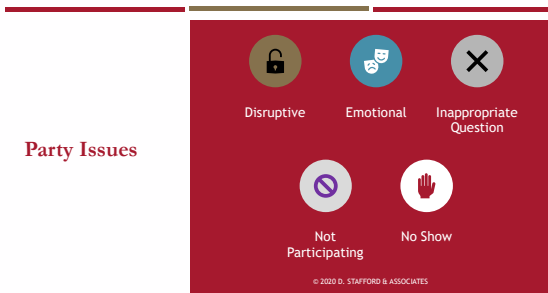 Party Issues
Disruptive
Emotional
Inappropriate
Question
Not
Participating
No Show
© 2020 D. STAFFORD & ASSOCIATES